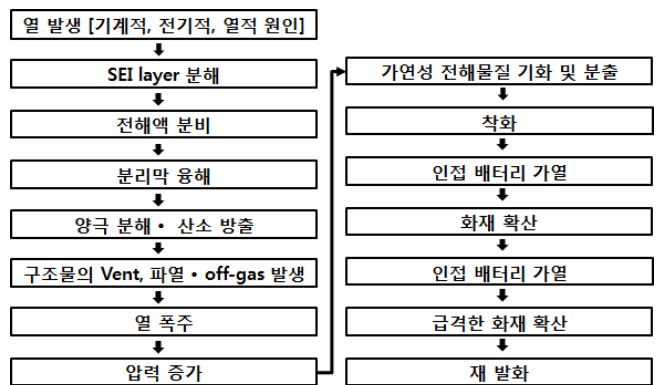 열 발생 [기계적, 전기적, 열적 원인]
SEI layer 분해
전해액 분비
분리막 융해
양극 분해 • 산소 방출
구조물의 Vent, 파열 • off-gas 발생
열 폭주
압력 증가
가연성 전해물질 기화 및 분출
착화
인접 배터리 가열
화재 확산
인접 배터리 가열
급격한 화재 확산
재 발화